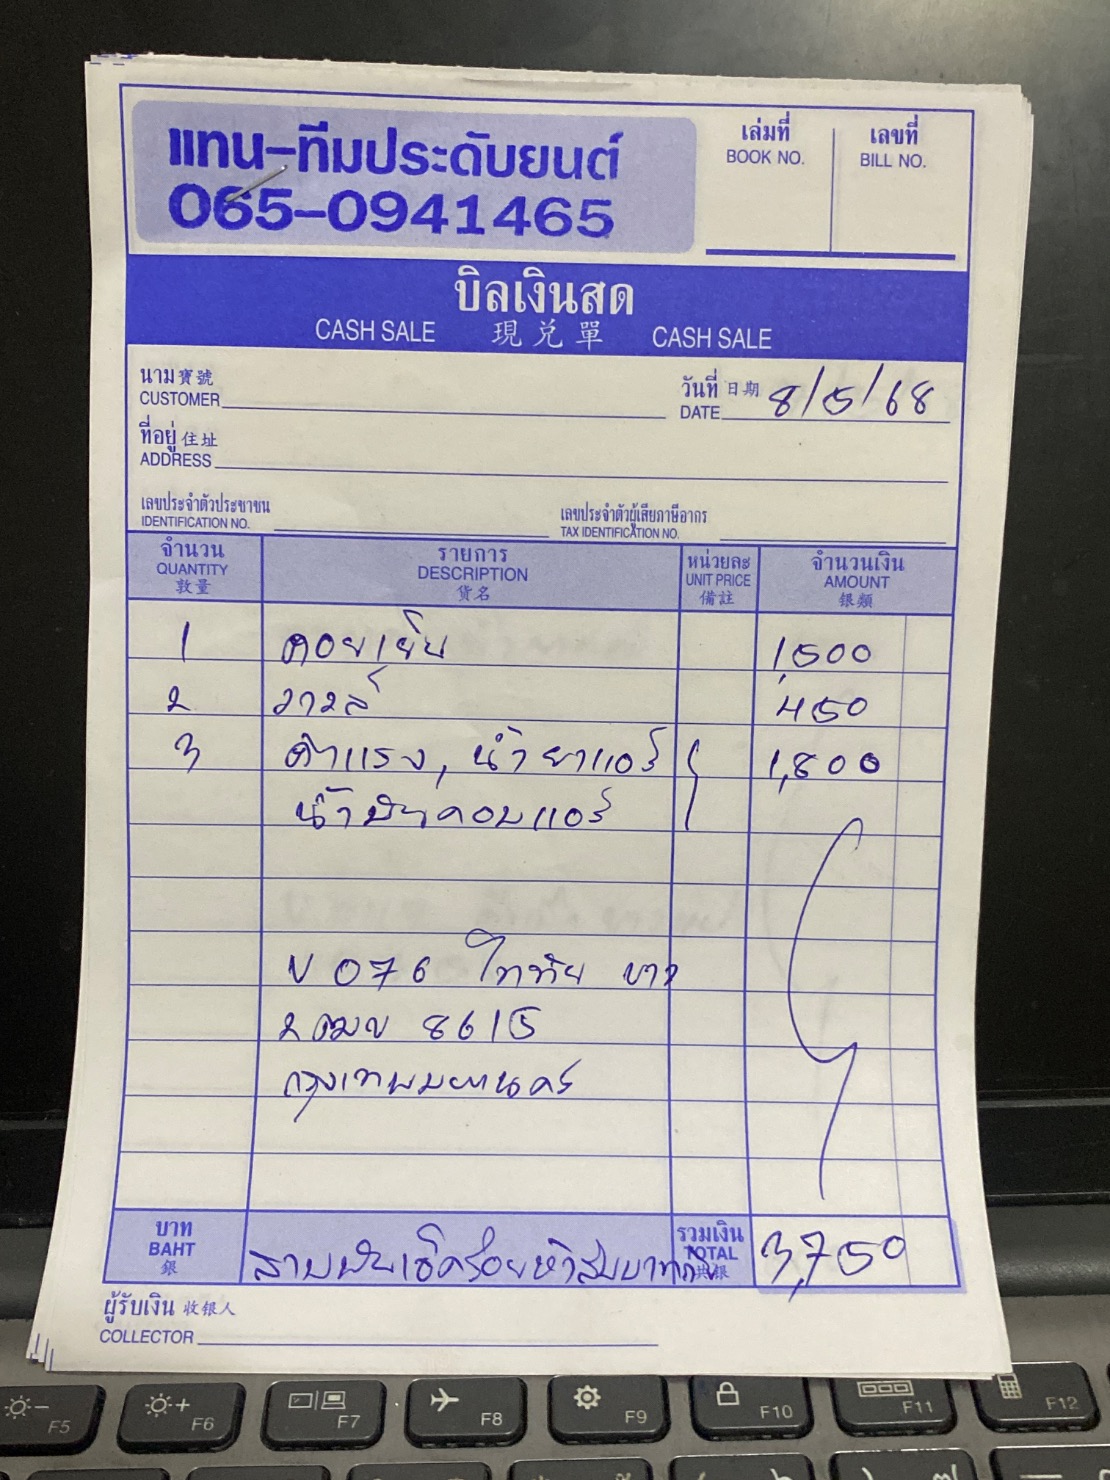 แทน-ทีมประดับยนต์
065-0941465
เล่มที่
BOOK NO.
เลขที่
BILL NO.
บิลเงินสด
CASH SALE 現兌單 CASH SALE
นาม 寶號
CUSTOMER
วันที่ 日期
DATE 8/5/68
ที่อยู่ 住址
ADDRESS
เลขประจำตัวประชาชน
IDENTIFICATION NO.
เลขประจำตัวผู้เสียภาษีอากร
TAX IDENTIFICATION NO.
จำนวน รายการ หน่วยละ จำนวนเงิน
QUANTITY DESCRIPTION UNIT PRICE AMOUNT
數量 貨名 備註 銀類
1 คอยเย็น 1,500
2 วาวล์ 450
3 ค่าแรง, น้ำยาแอร์ 1,800
น้ำมันคอมแอร์
076
2ฒข 8615
กรุงเทพมหานคร
บาท
BAHT
銀
สามพันเจ็ดร้อยห้าสิบบาทถ้วน
รวมเงิน
TOTAL
共銀
3,750
ผู้รับเงิน 收银人
COLLECTOR
F5
F6
F7
F8
F9
F10
F11
F12